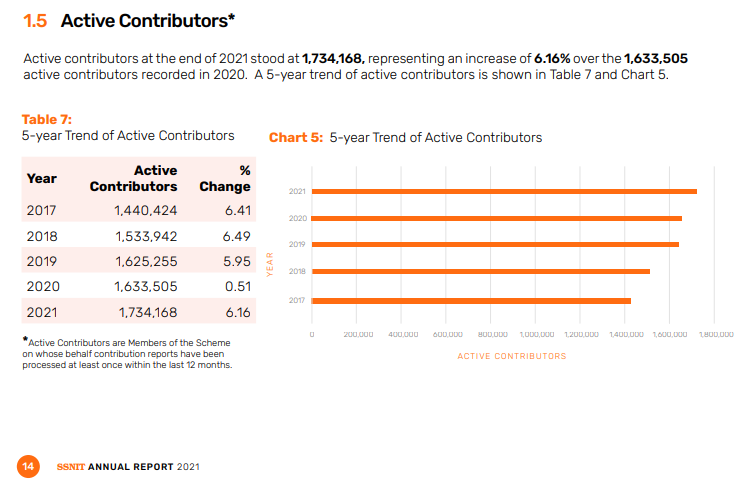 1.5 Active Contributors*
Active contributors at the end of 2021 stood at 1,734,168, representing an increase of 6.16% over the 1,633,505
active contributors recorded in 2020. A 5-year trend of active contributors is shown in Table 7 and Chart 5.
Table 7:
5-year Trend of Active Contributors
Year Active Contributors % Change
2017 1,440,424 6.41
2018 1,533,942 6.49
2019 1,625,255 5.95
2020 1,633,505 0.51
2021 1,734,168 6.16
*Active Contributors are Members of the Scheme
on whose behalf contribution reports have been
processed at least once within the last 12 months.
Chart 5: 5-year Trend of Active Contributors
YEAR
2021
2020
2019
2018
2017
0 200,000 400,000 600,000 800,000 1,000,000 1,200,000 1,400,000 1,600,000 1,800,000
ACTIVE CONTRIBUTORS
14 SSNIT ANNUAL REPORT 2021